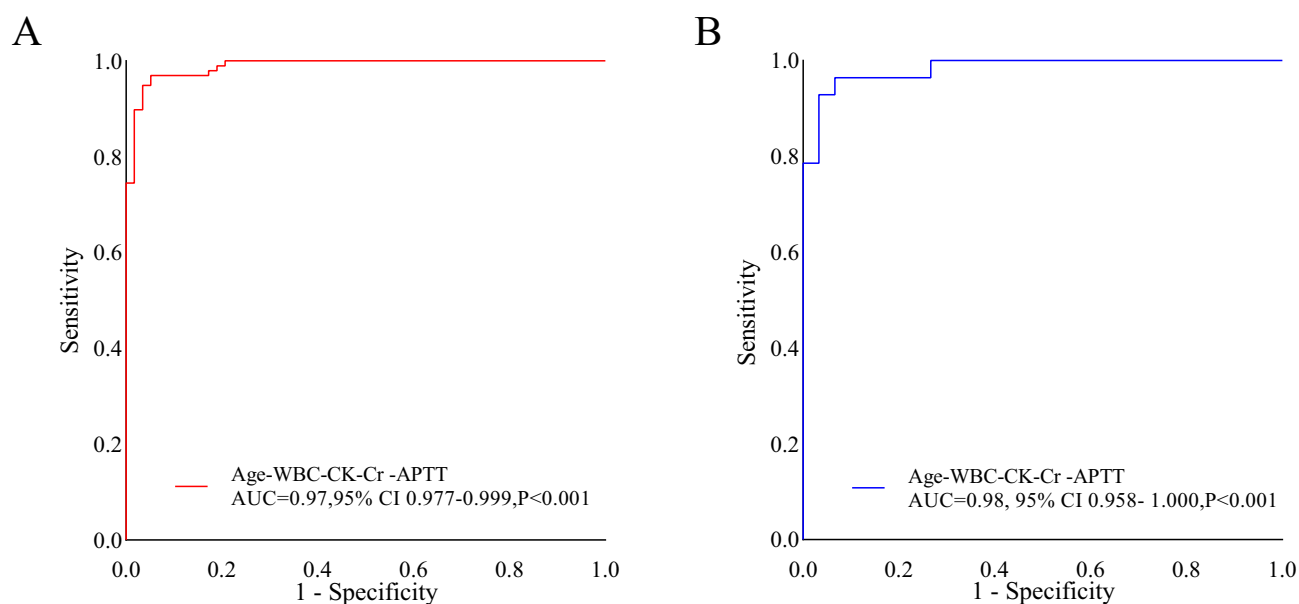 A
1.0
0.8
0.6
0.4
0.2
0.0
Sensitivity
Age-WBC-CK-Cr -APTT
AUC=0.97,95% CI 0.977-0.999,P<0.001
0.0 0.2 0.4 0.6 0.8 1.0
1 - Specificity
B
1.0
0.8
0.6
0.4
0.2
0.0
Sensitivity
Age-WBC-CK-Cr -APTT
AUC=0.98, 95% CI 0.958- 1.000,P<0.001
0.0 0.2 0.4 0.6 0.8 1.0
1 - Specificity